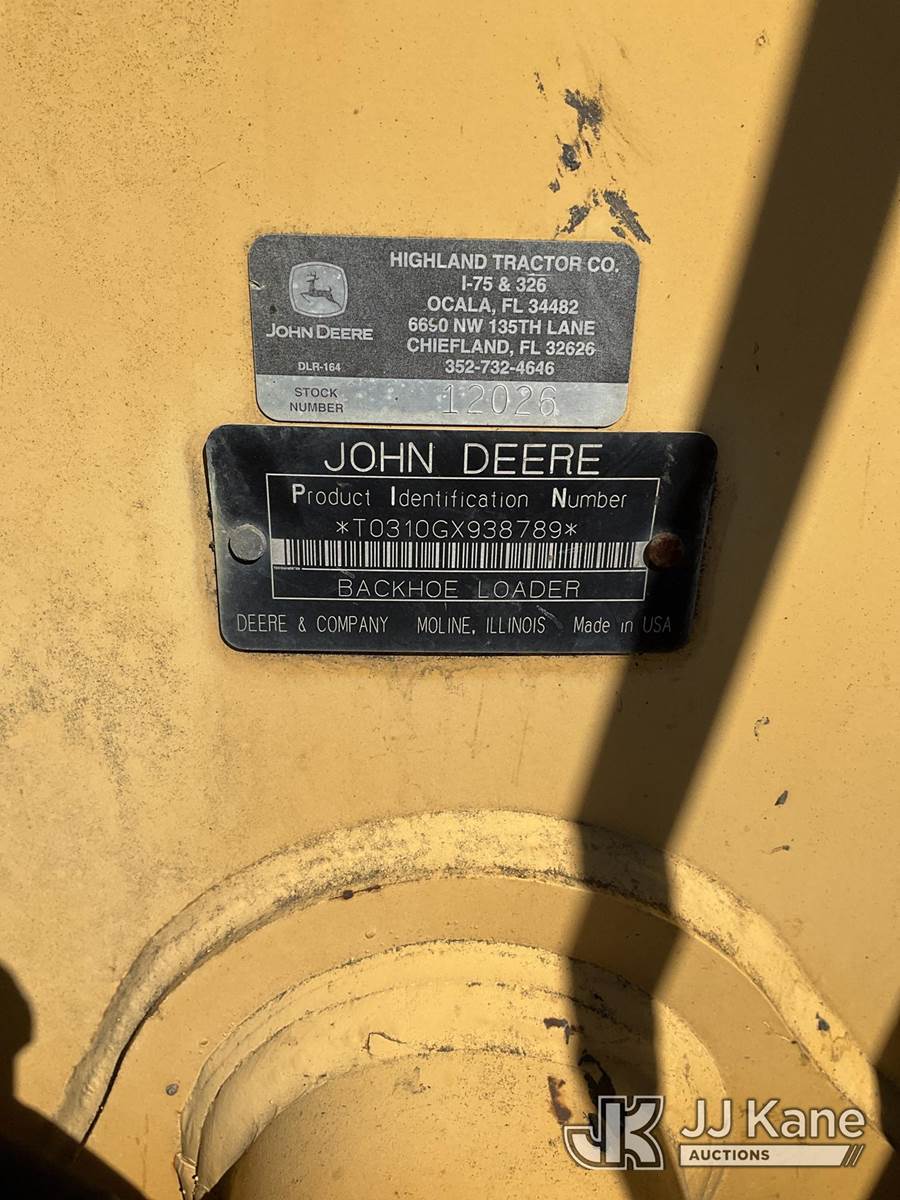 HIGHLAND TRACTOR CO.
I-75 & 326
OCALA, FL 34482
6690 NW 135TH LANE
CHIEFLAND, FL 32626
352-732-4646
JOHN DEERE
DLR-164
STOCK
NUMBER
12026
JOHN DEERE
Product Identification Number
*T0310GX938789*
BACKHOE LOADER
DEERE & COMPANY MOLINE, ILLINOIS Made in USA
JK JJ Kane
AUCTIONS